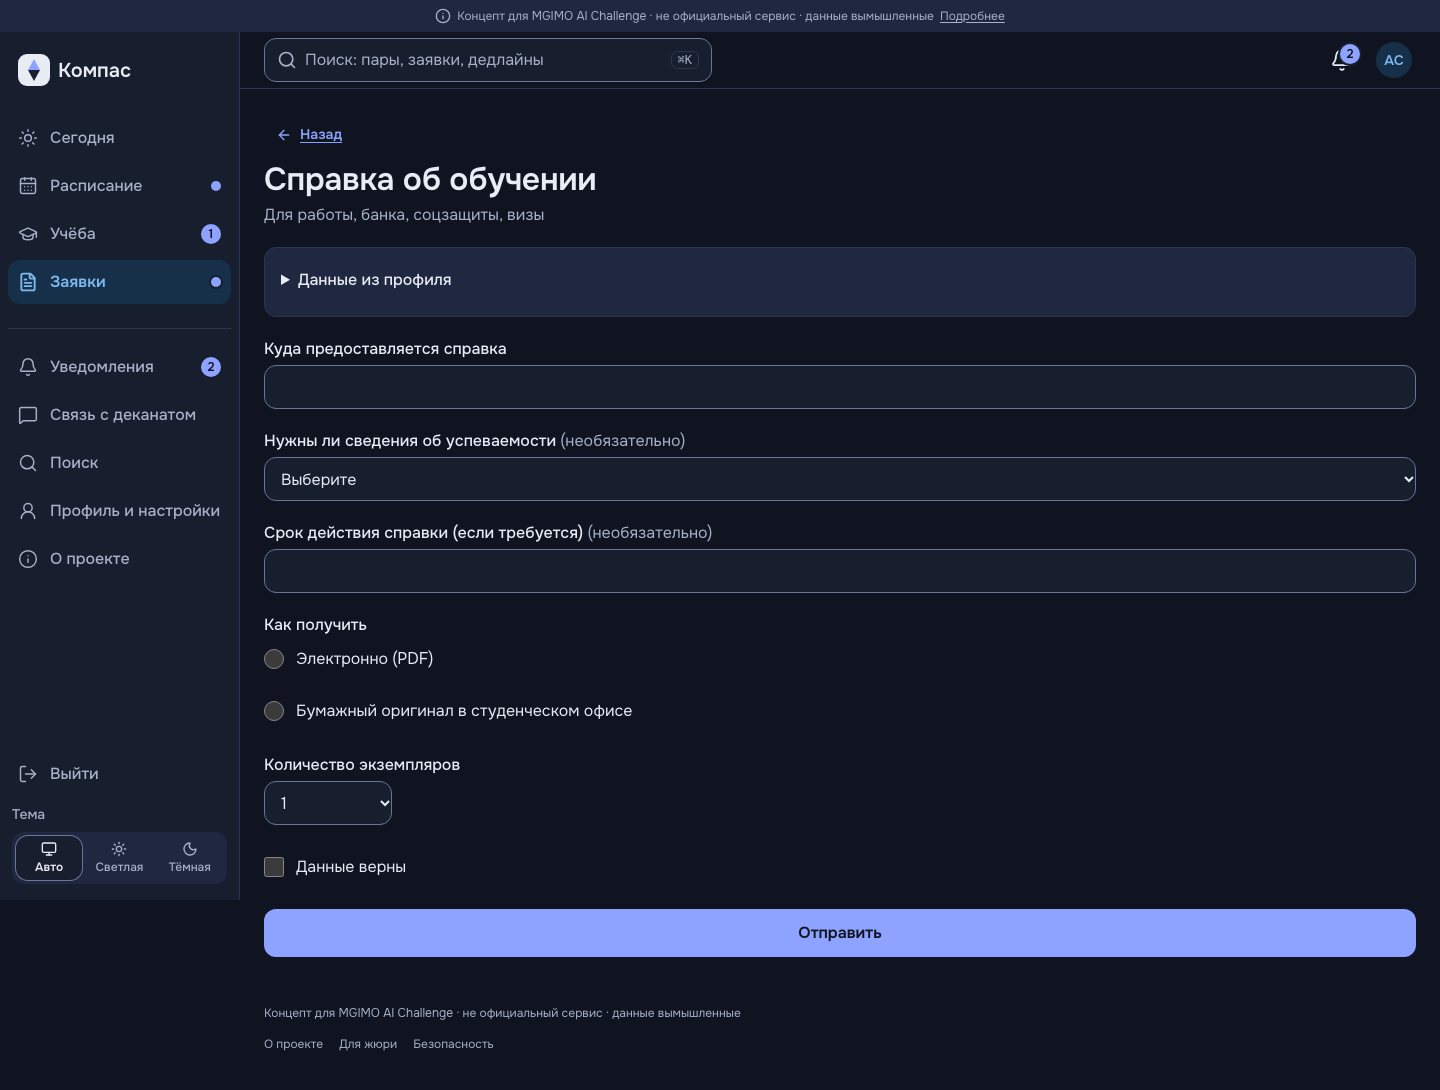 Концепт для MGIMO AI Challenge · не официальный сервис · данные вымышленные Подробнее
Компас
Поиск: пары, заявки, дедлайны
⌘K
2
АС
Сегодня
Расписание
Учёба
1
Заявки
Уведомления
2
Связь с деканатом
Поиск
Профиль и настройки
О проекте
Выйти
Тема
Авто
Светлая
Тёмная
Назад
Справка об обучении
Для работы, банка, соцзащиты, визы
Данные из профиля
Куда предоставляется справка
Нужны ли сведения об успеваемости (необязательно)
Выберите
Срок действия справки (если требуется) (необязательно)
Как получить
Электронно (PDF)
Бумажный оригинал в студенческом офисе
Количество экземпляров
1
Данные верны
Отправить
Концепт для MGIMO AI Challenge · не официальный сервис · данные вымышленные
О проекте Для жюри Безопасность